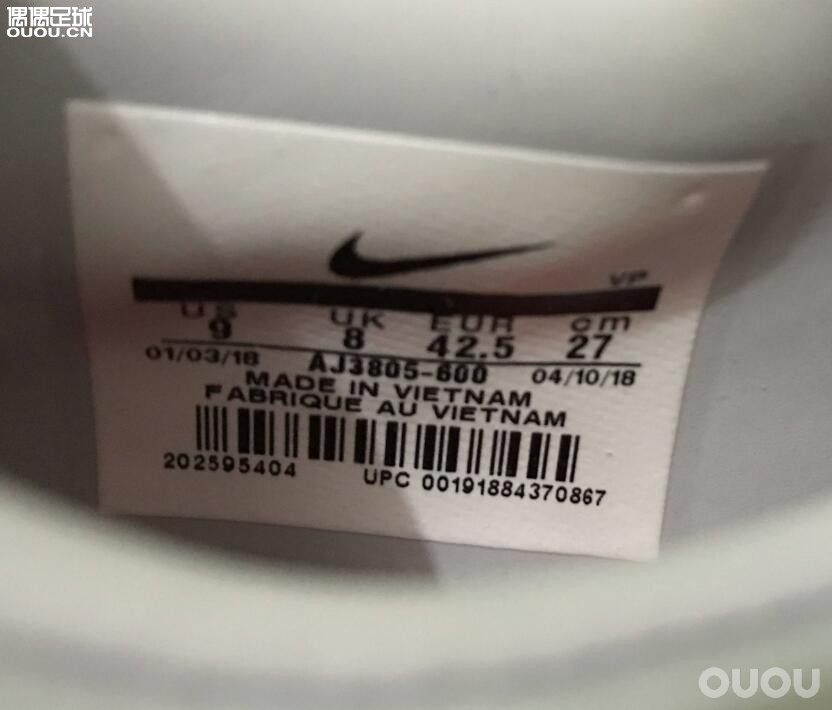 偶偶足球
OUOU.CN
VP
US UK EUR cm
9 8 42.5 27
01/03/18 AJ3805-600 04/10/18
MADE IN VIETNAM
FABRIQUE AU VIETNAM
202595404 UPC 00191884370867
OUOU